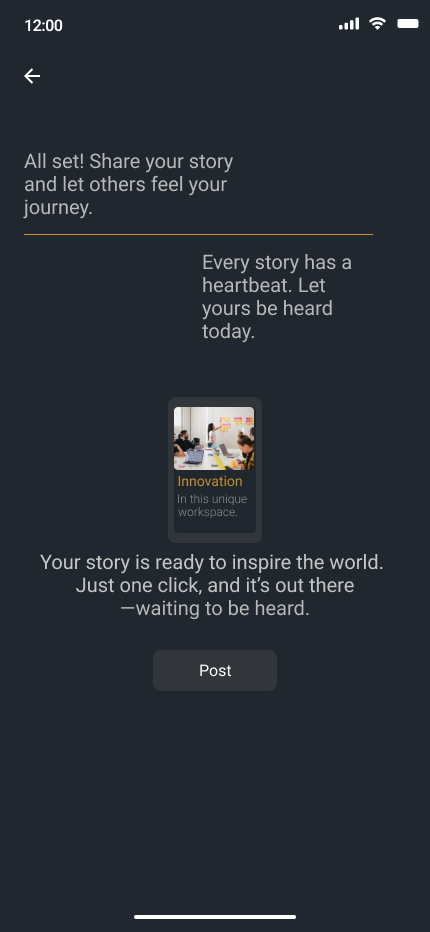 12:00
All set! Share your story
and let others feel your
journey.
Every story has a
heartbeat. Let
yours be heard
today.
Innovation
In this unique
workspace.
Your story is ready to inspire the world.
Just one click, and it’s out there
—waiting to be heard.
Post